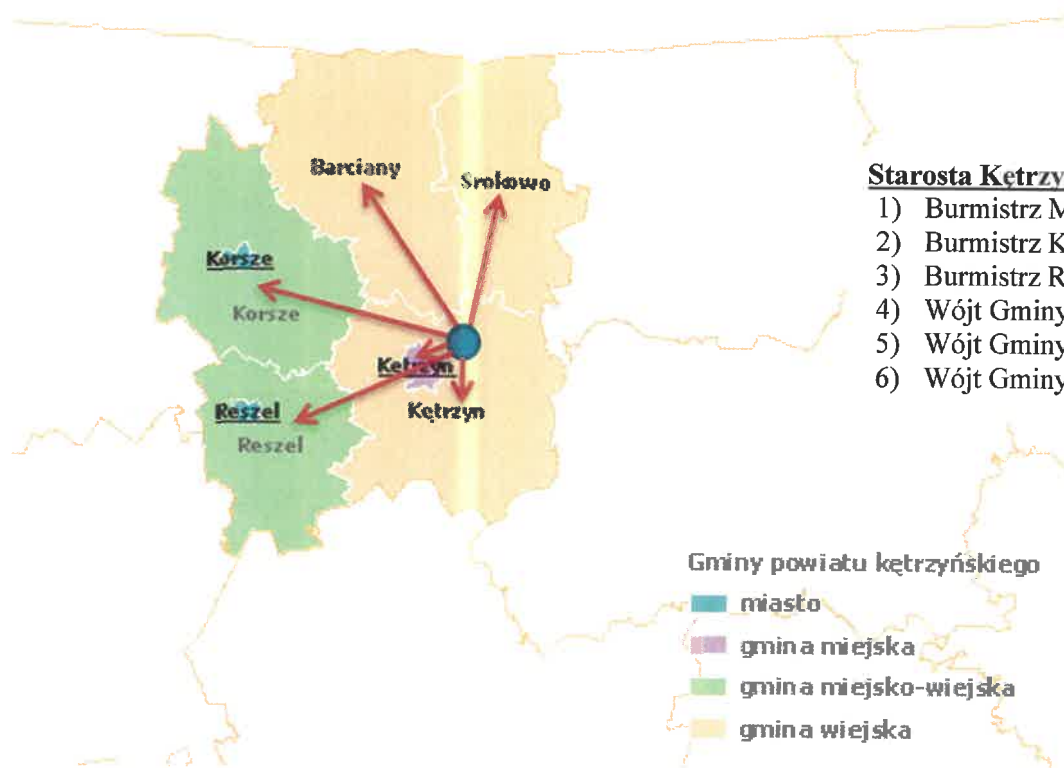 Barciany
Srokowo
Korsze
Korsze
Kętrzyn
Kętrzyn
Reszel
Reszel
Starosta Kętrzy
1) Burmistrz M
2) Burmistrz K
3) Burmistrz R
4) Wójt Gminy
5) Wójt Gminy
6) Wójt Gminy
Gminy powiatu kętrzyńskiego
miasto
gmina miejska
gmina miejsko-wiejska
gmina wiejska